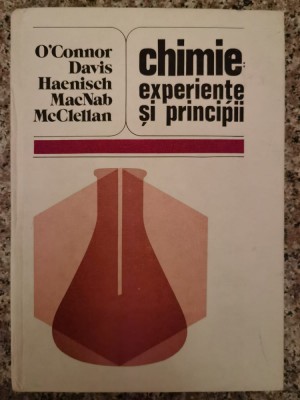 O'Connor
Davis
Haenisch
MacNab
McClellan
chimie:
experiențe
și principii